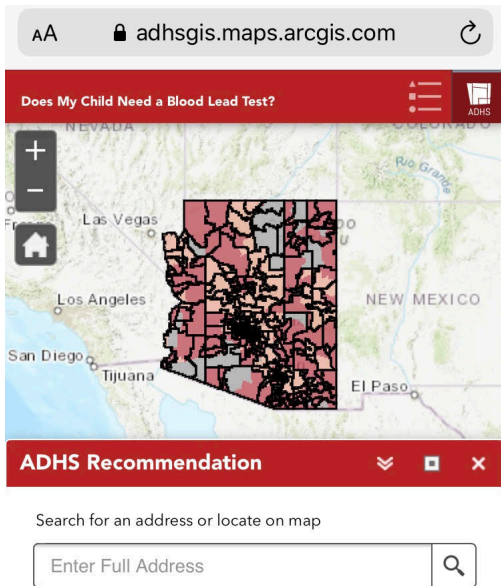 AA adhsgis.maps.arcgis.com
Does My Child Need a Blood Lead Test?
ADHS
NEVADA
COLORADO
Rio Grande
Las Vegas
Los Angeles
NEW MEXICO
San Diego
Tijuana
El Paso
ADHS Recommendation
Search for an address or locate on map
Enter Full Address